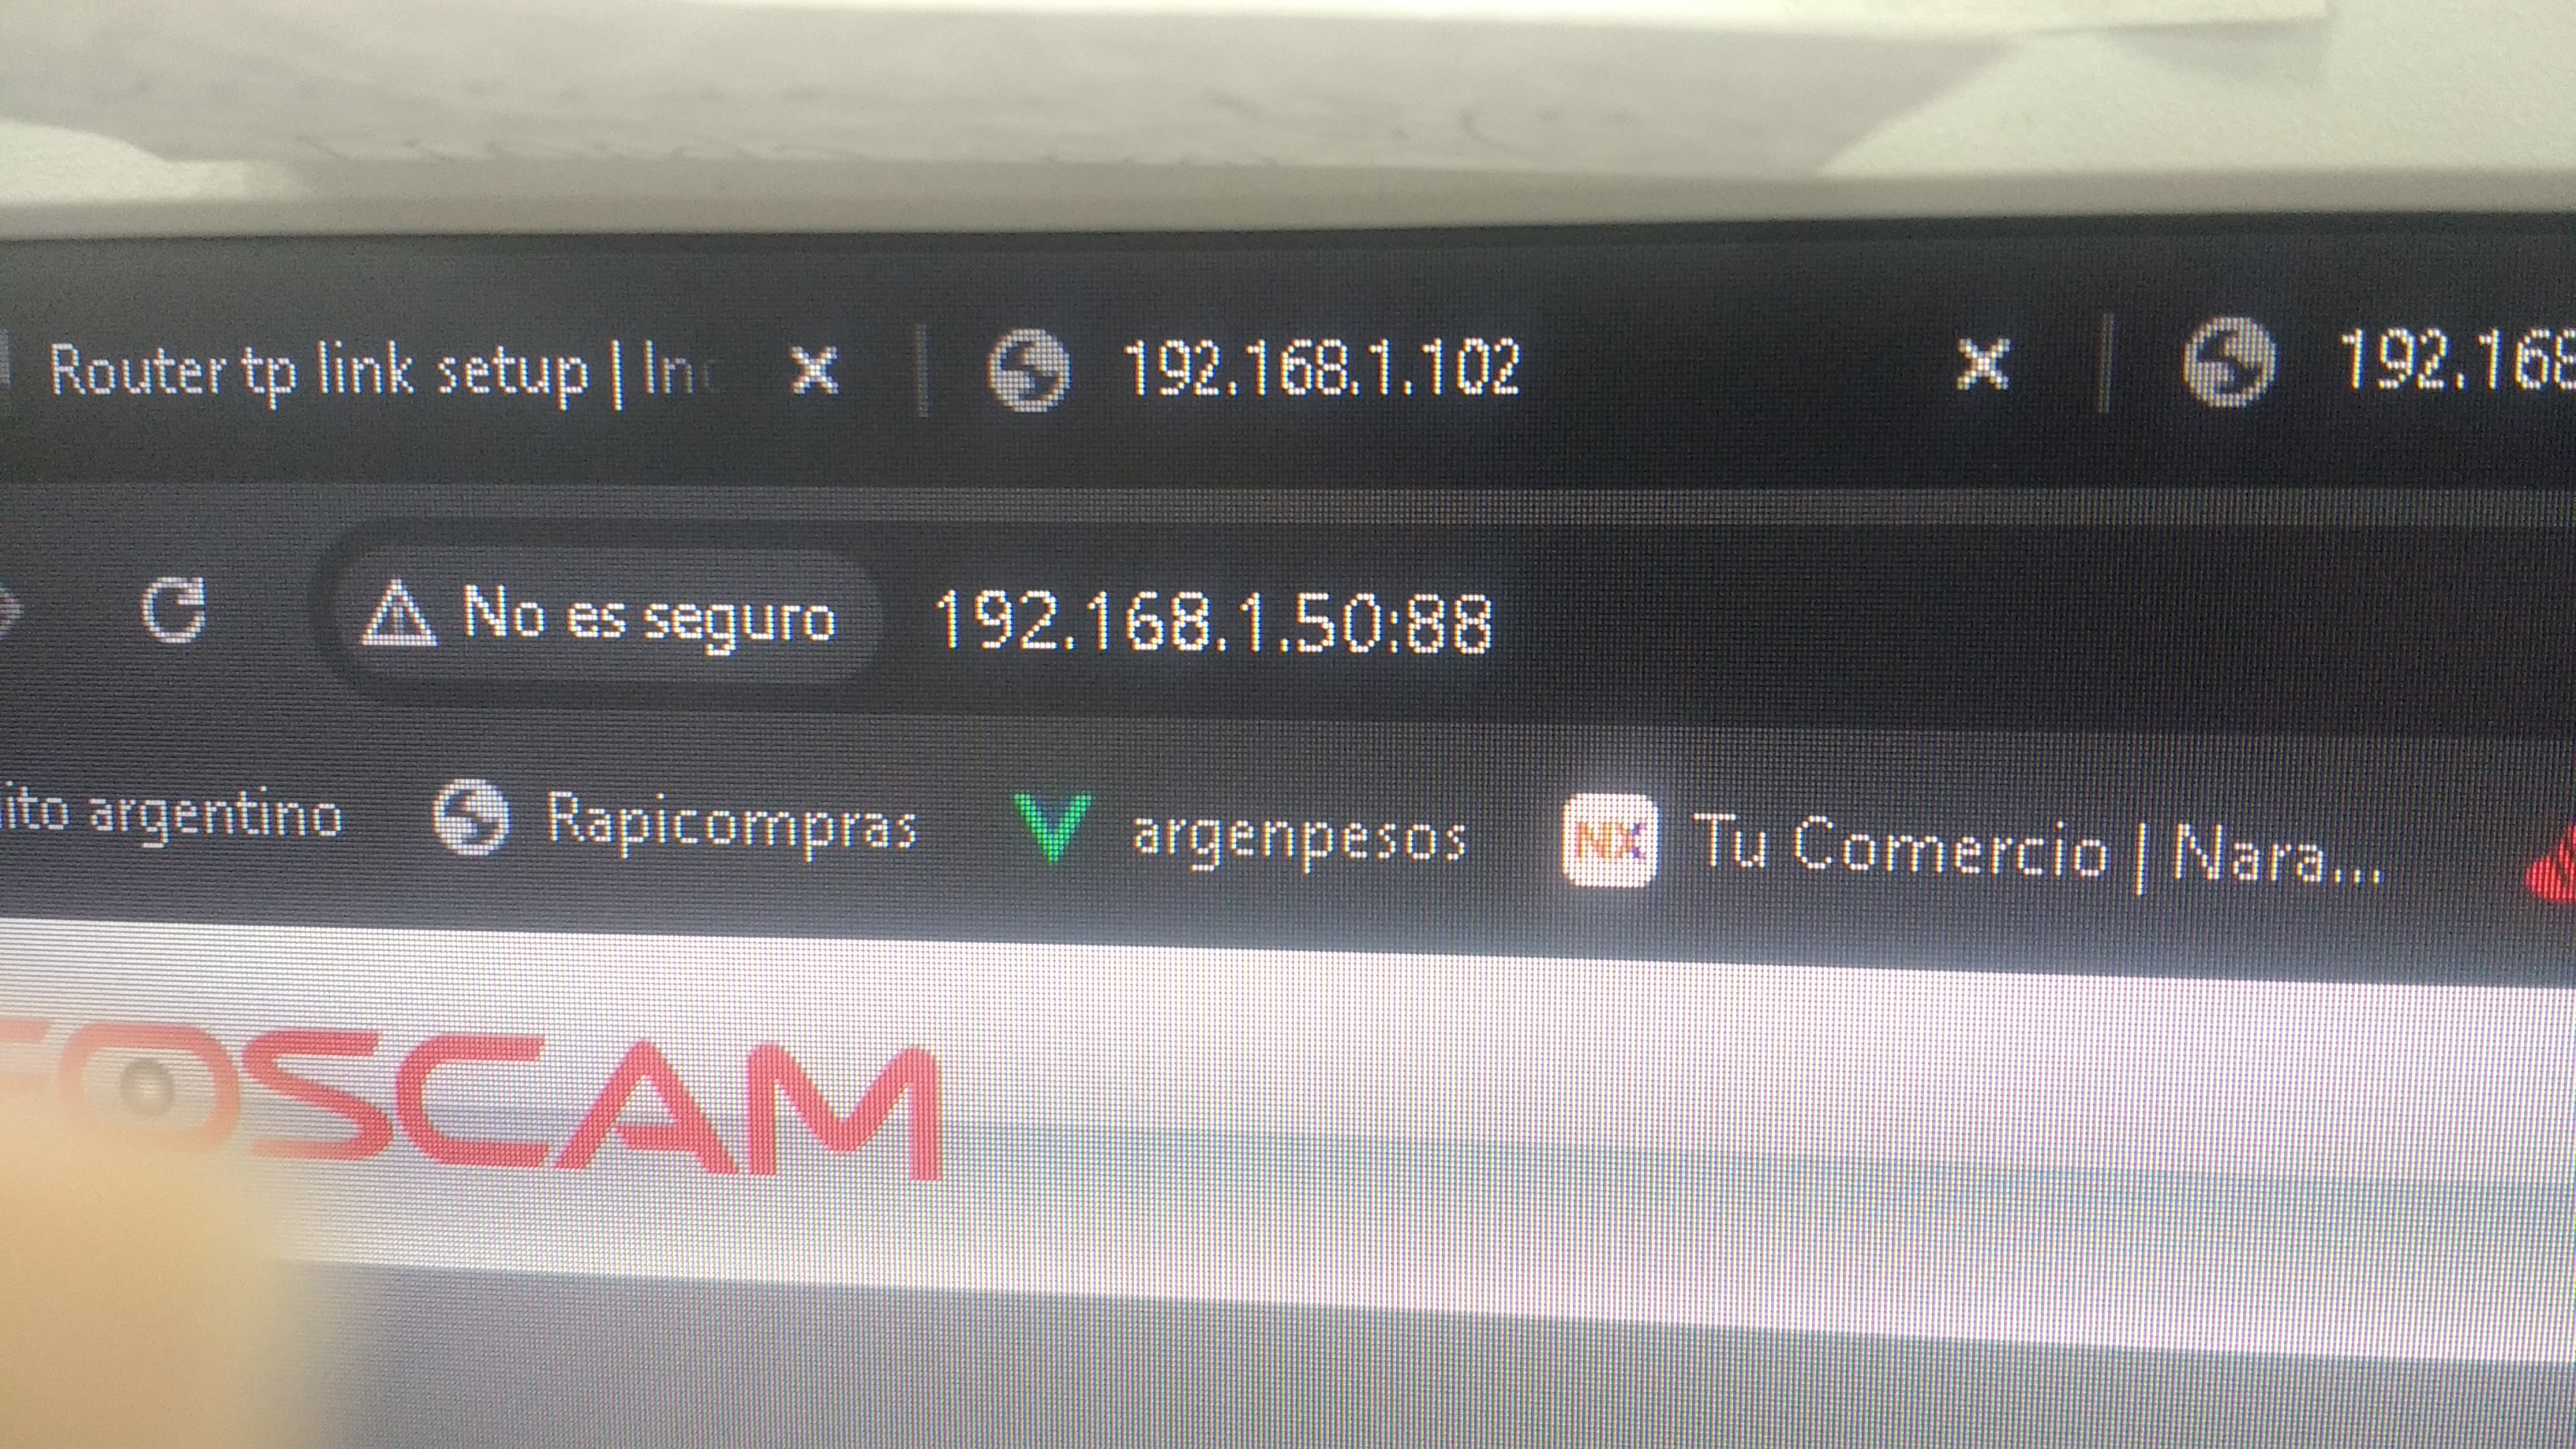 Router tp link setup | In
192.168.1.102
192.168
No es seguro
192.168.1.50:88
ito argentino
Rapicompras
argenpesos
NX
Tu Comercio | Nara...
FOSCAM